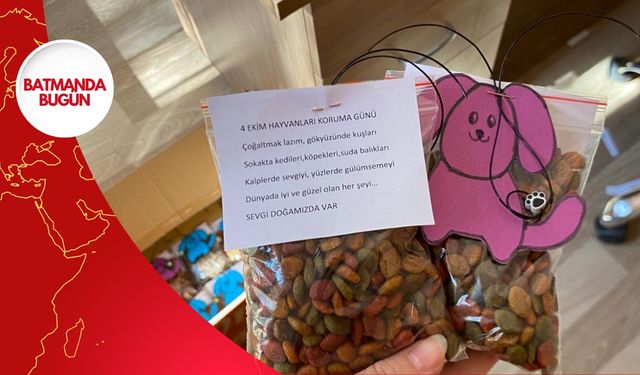 BATMANDA
BUGÜN
4 EKİM HAYVANLARI KORUMA GÜNÜ
Çoğaltmak lazım, gökyüzünde kuşları
Sokakta kedileri,köpekleri,suda balıkları
Kalplerde sevgiyi, yüzlerde gülümsemeyi
Dünyada iyi ve güzel olan her şeyi...
SEVGİ DOĞAMIZDA VAR